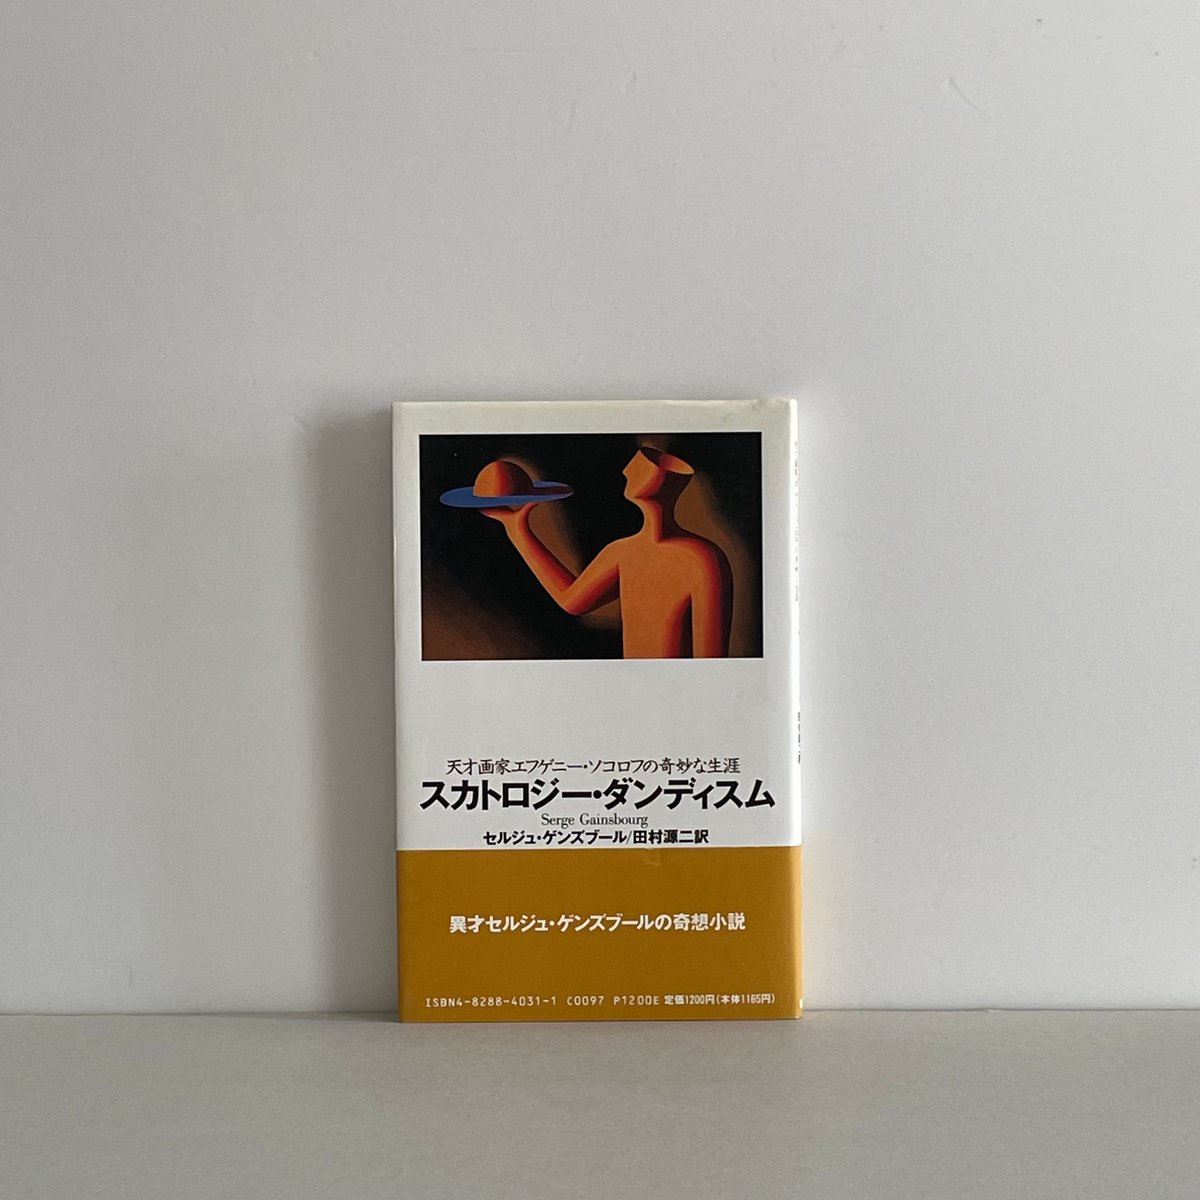 天才画家エフゲニー・ソコロフの奇妙な生涯
スカトロジー・ダンディスム
Serge Gainsbourg
セルジュ・ゲンズブール/田村源二訳
異才セルジュ・ゲンズブールの奇想小説
ISBN4-8288-4031-1 C0097 P1200E 定価1200円(本体1165円)